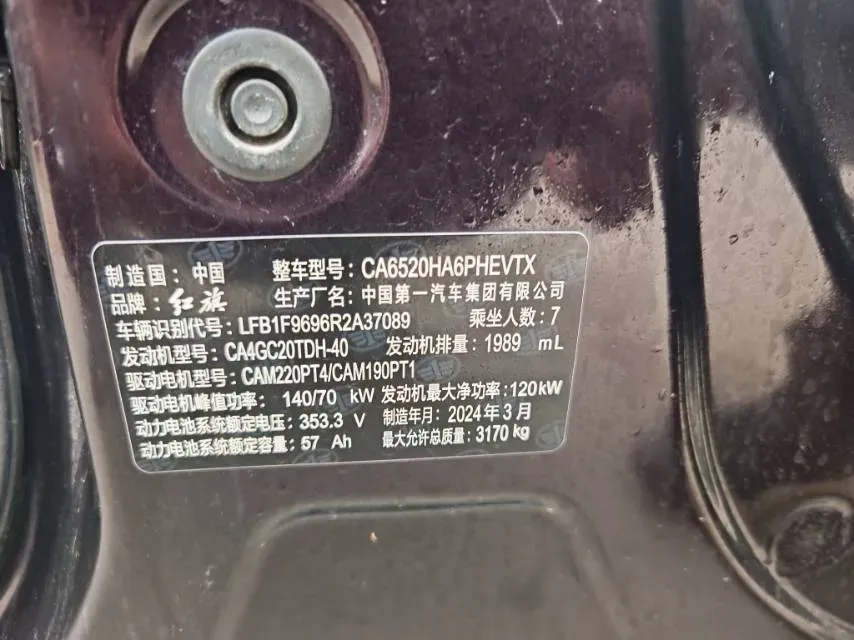 制造国：中国 整车型号：CA6520HA6PHEVTX
品牌：红旗 生产厂名：中国第一汽车集团有限公司
车辆识别代号：LFB1F9696R2A37089 乘坐人数：7
发动机型号：CA4GC20TDH-40 发动机排量：1989 mL
驱动电机型号：CAM220PT4/CAM190PT1
驱动电机峰值功率： 140/70 kW 发动机最大净功率：120kW
动力电池系统额定电压：353.3 V 制造年月：2024年3月
动力电池系统额定容量：57 Ah 最大允许总质量：3170kg